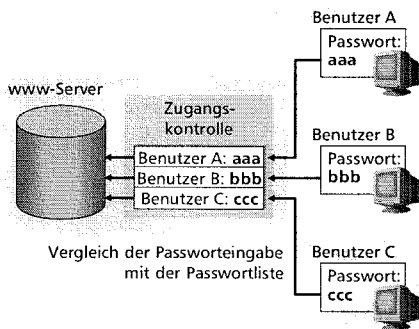 Benutzer A
Passwort:
aaa
www-Server
Zugangs-
kontrolle
Benutzer A: aaa
Benutzer B: bbb
Benutzer C: ccc
Benutzer B
Passwort:
bbb
Vergleich der Passworteingabe
mit der Passwortliste
Benutzer C
Passwort:
ccc